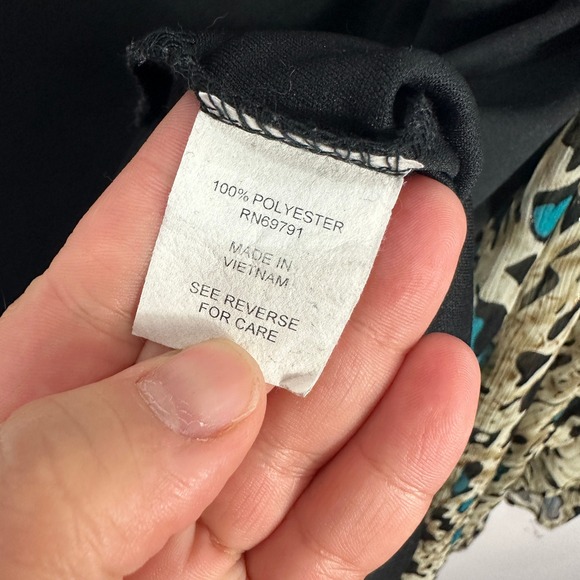 100% POLYESTER
RN69791
MADE IN
VIETNAM
SEE REVERSE
FOR CARE